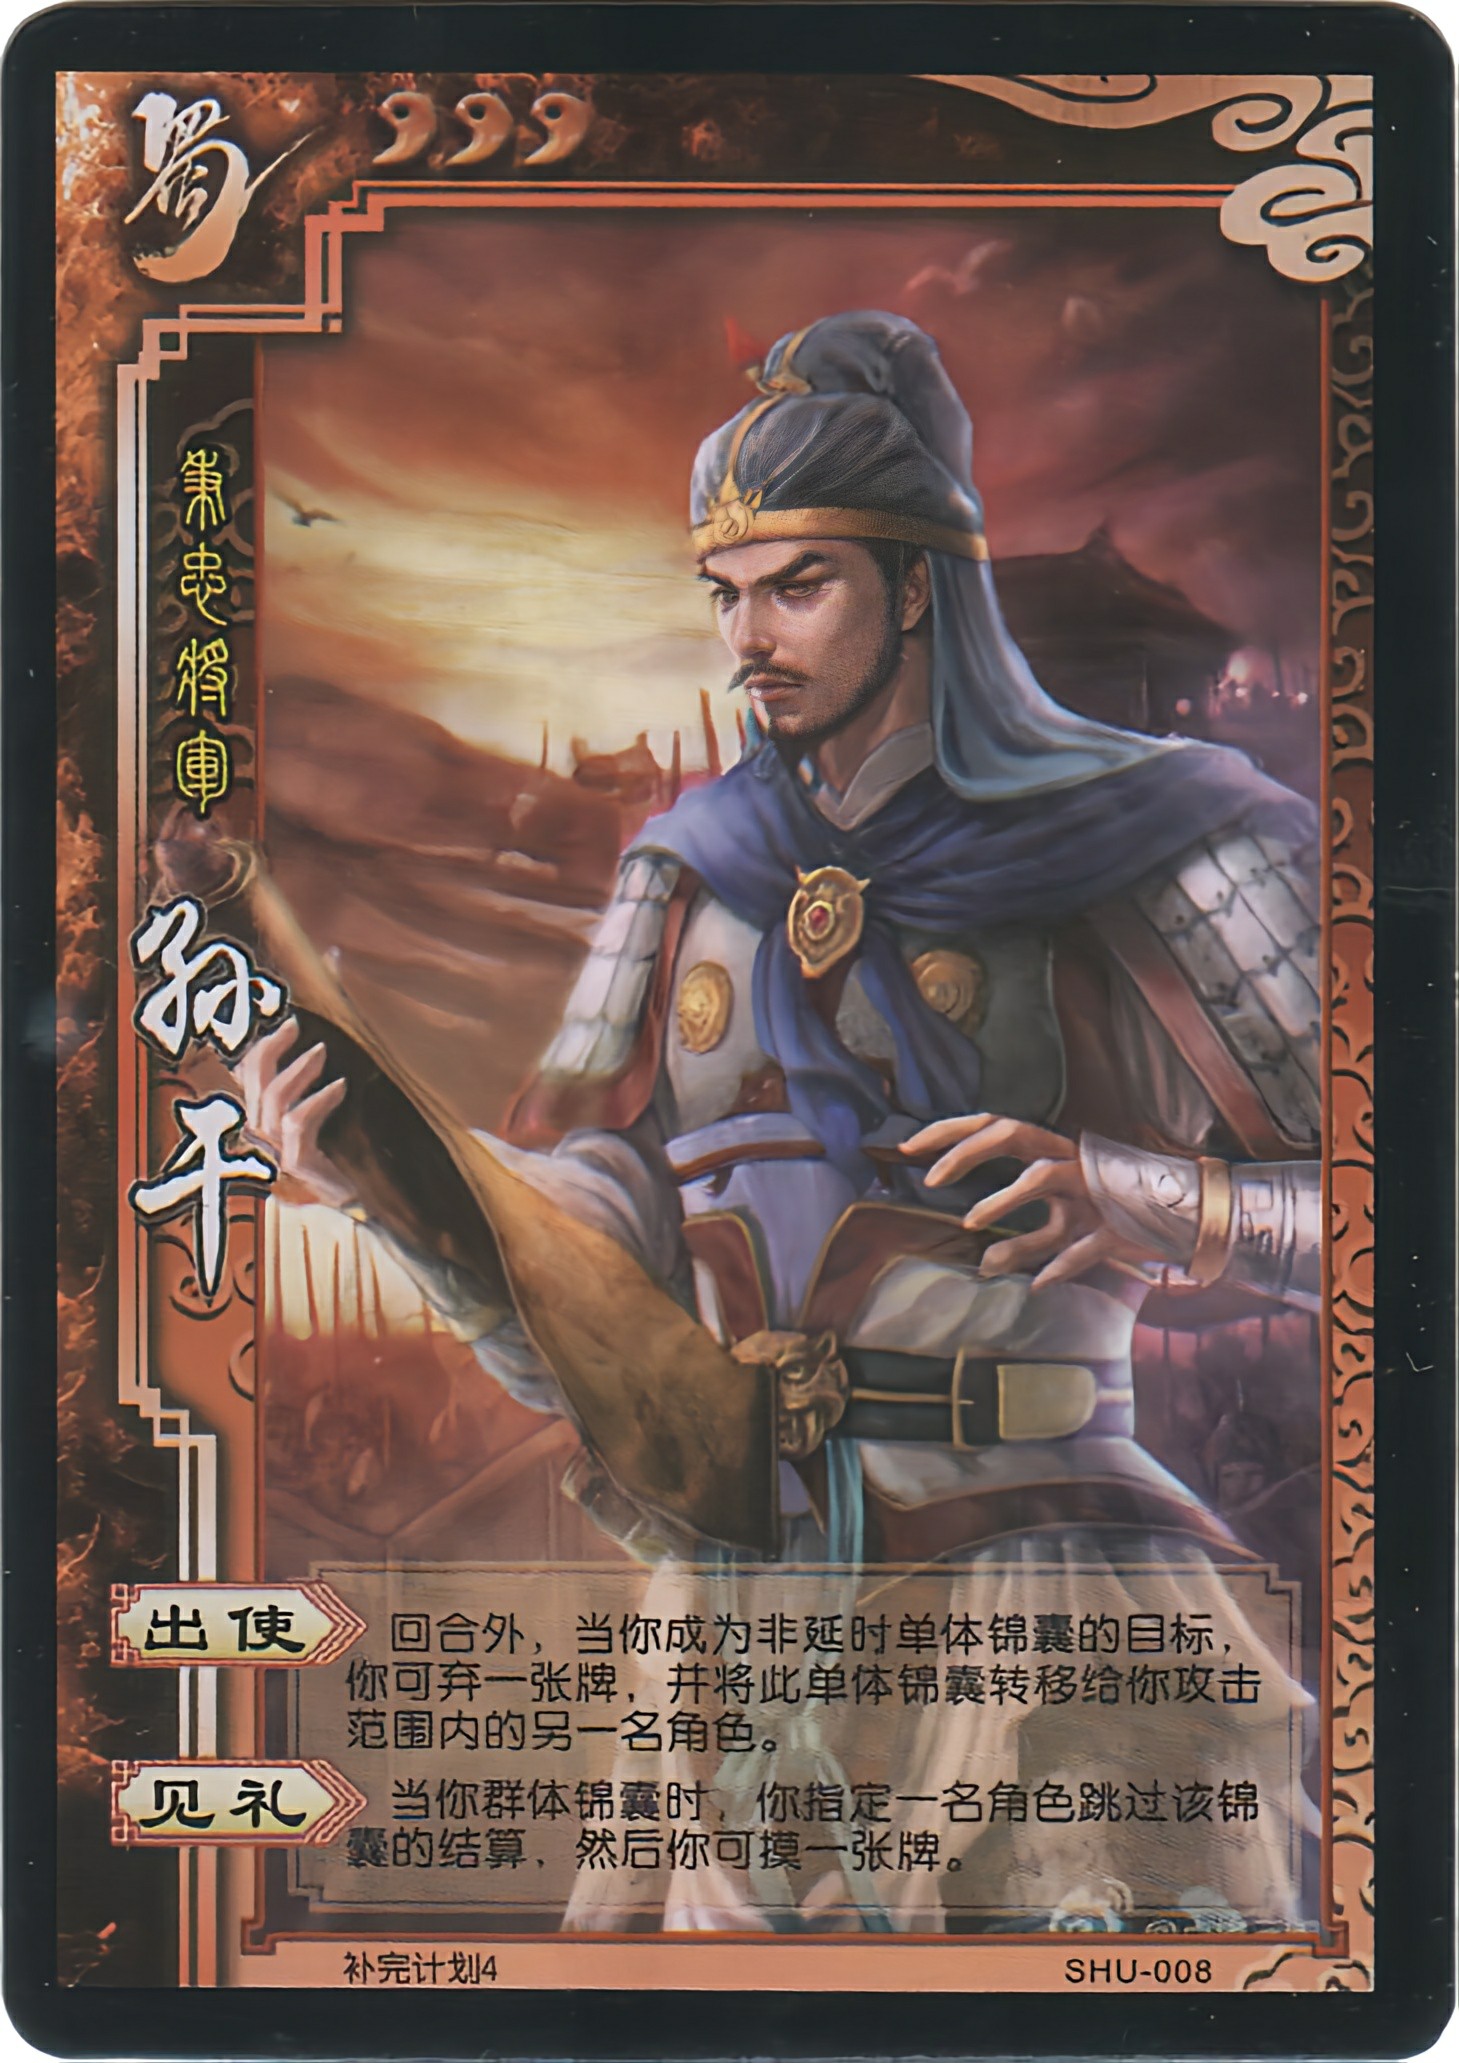 蜀
秉忠将軍
孙干
出使
回合外，当你成为非延时单体锦囊的目标，
你可弃一张牌，并将此单体锦囊转移给你攻击
范围内的另一名角色。
见礼
当你群体锦囊时，你指定一名角色跳过该锦
囊的结算，然后你可摸一张牌。
补完计划4
SHU-008